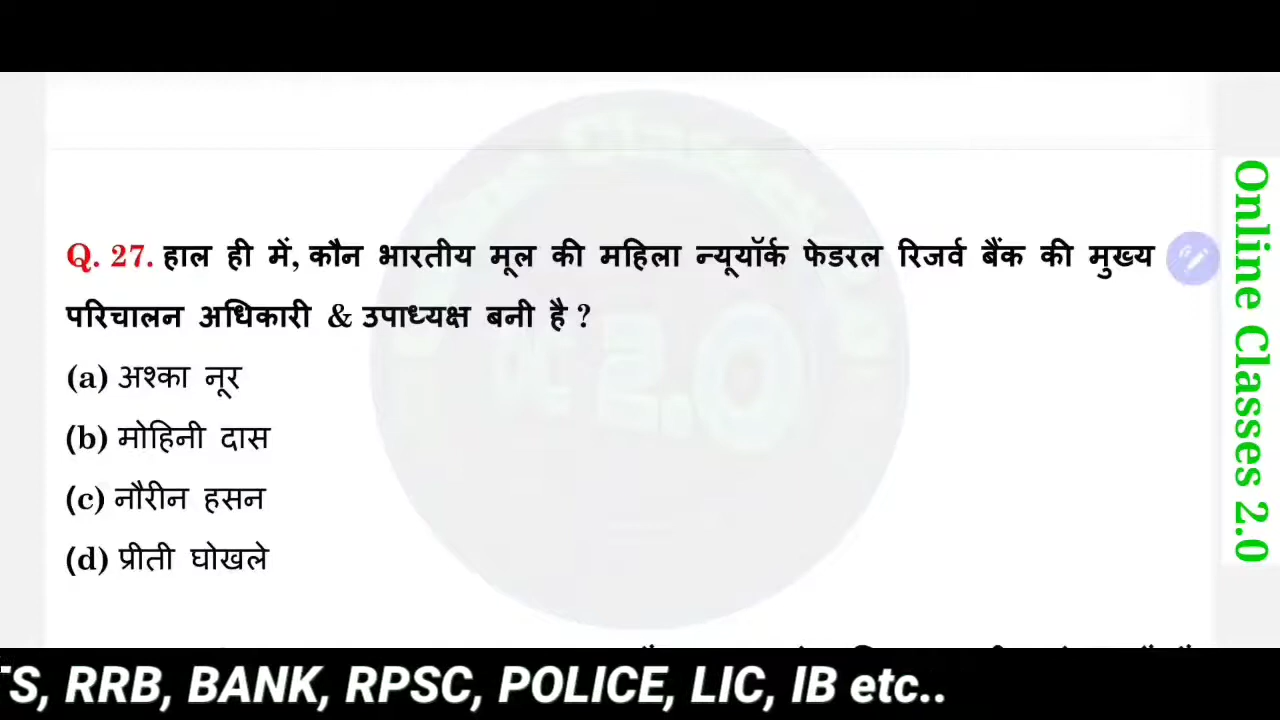 Q. 27. हाल ही में, कौन भारतीय मूल की महिला न्यूयॉर्क फेडरल रिजर्व बैंक की मुख्य
परिचालन अधिकारी & उपाध्यक्ष बनी है ?
(a) अश्का नूर
(b) मोहिनी दास
(c) नौरीन हसन
(d) प्रीती घोखले
Online Classes 2.0
TS, RRB, BANK, RPSC, POLICE, LIC, IB etc..